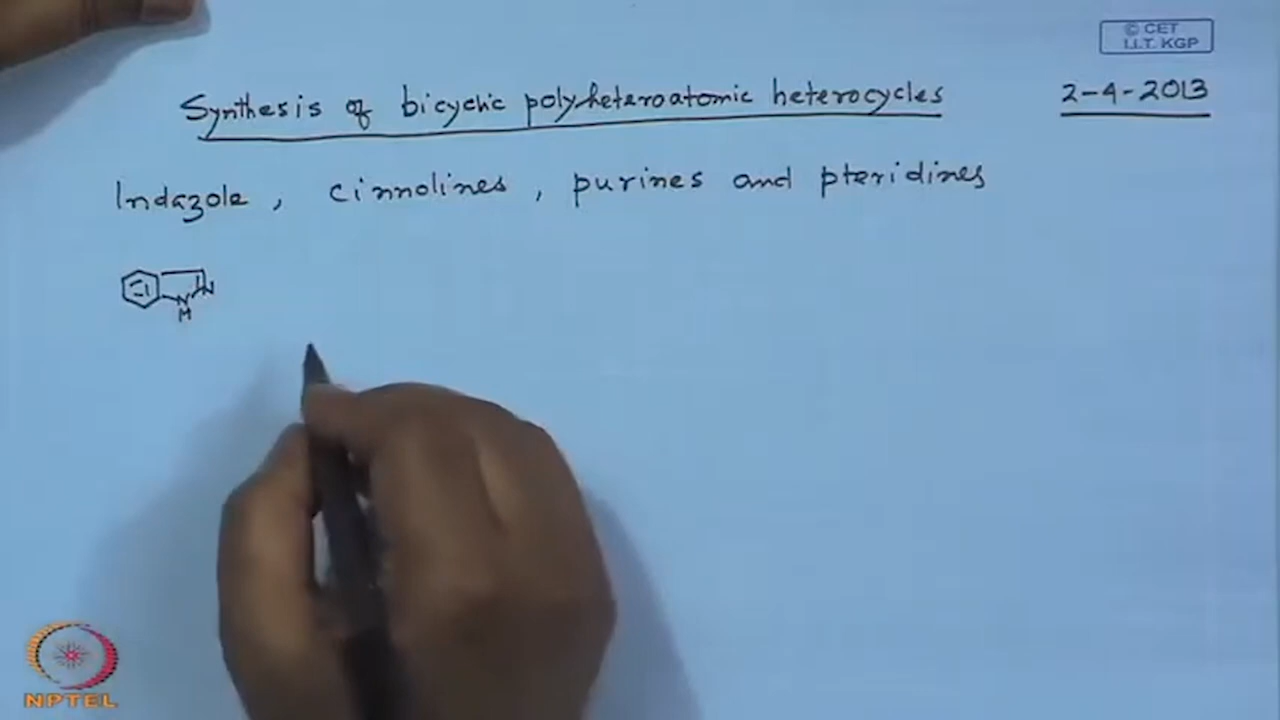 © CET
I.I.T. KGP
Synthesis of bicyclic polyheteroatomic heterocycles 2-4-2013
Indazole, cinnolines, purines and pteridines
N
N
H
NPTEL